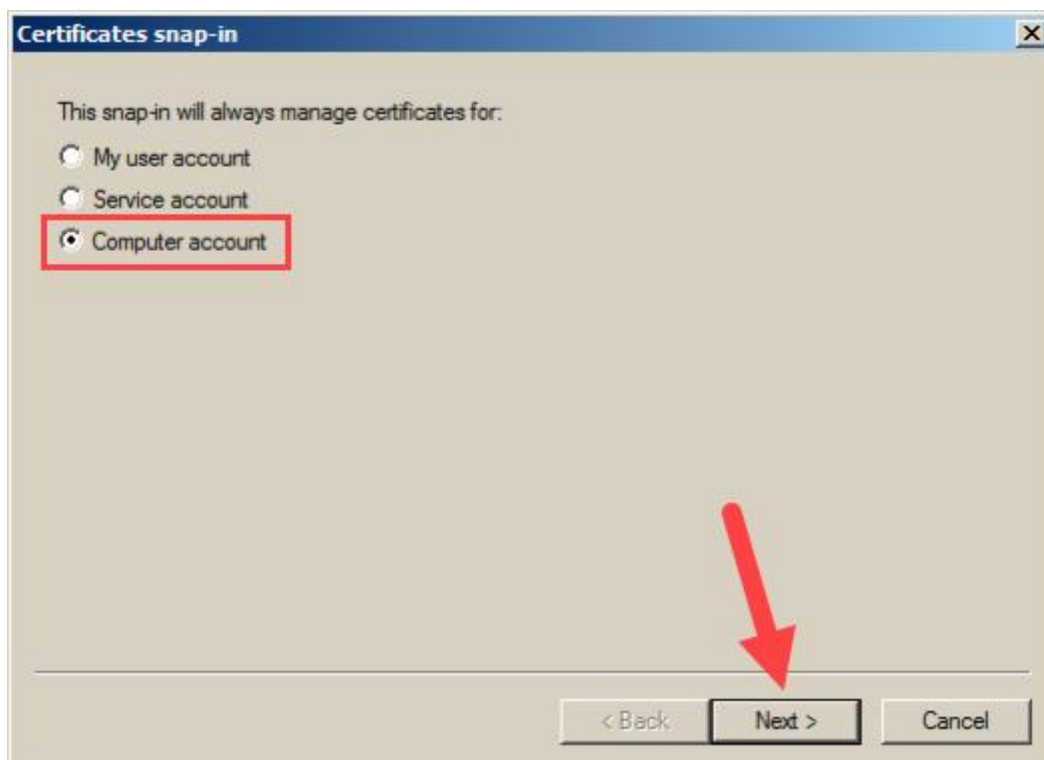 Certificates snap-in
This snap-in will always manage certificates for:
My user account
Service account
Computer account
< Back
Next >
Cancel